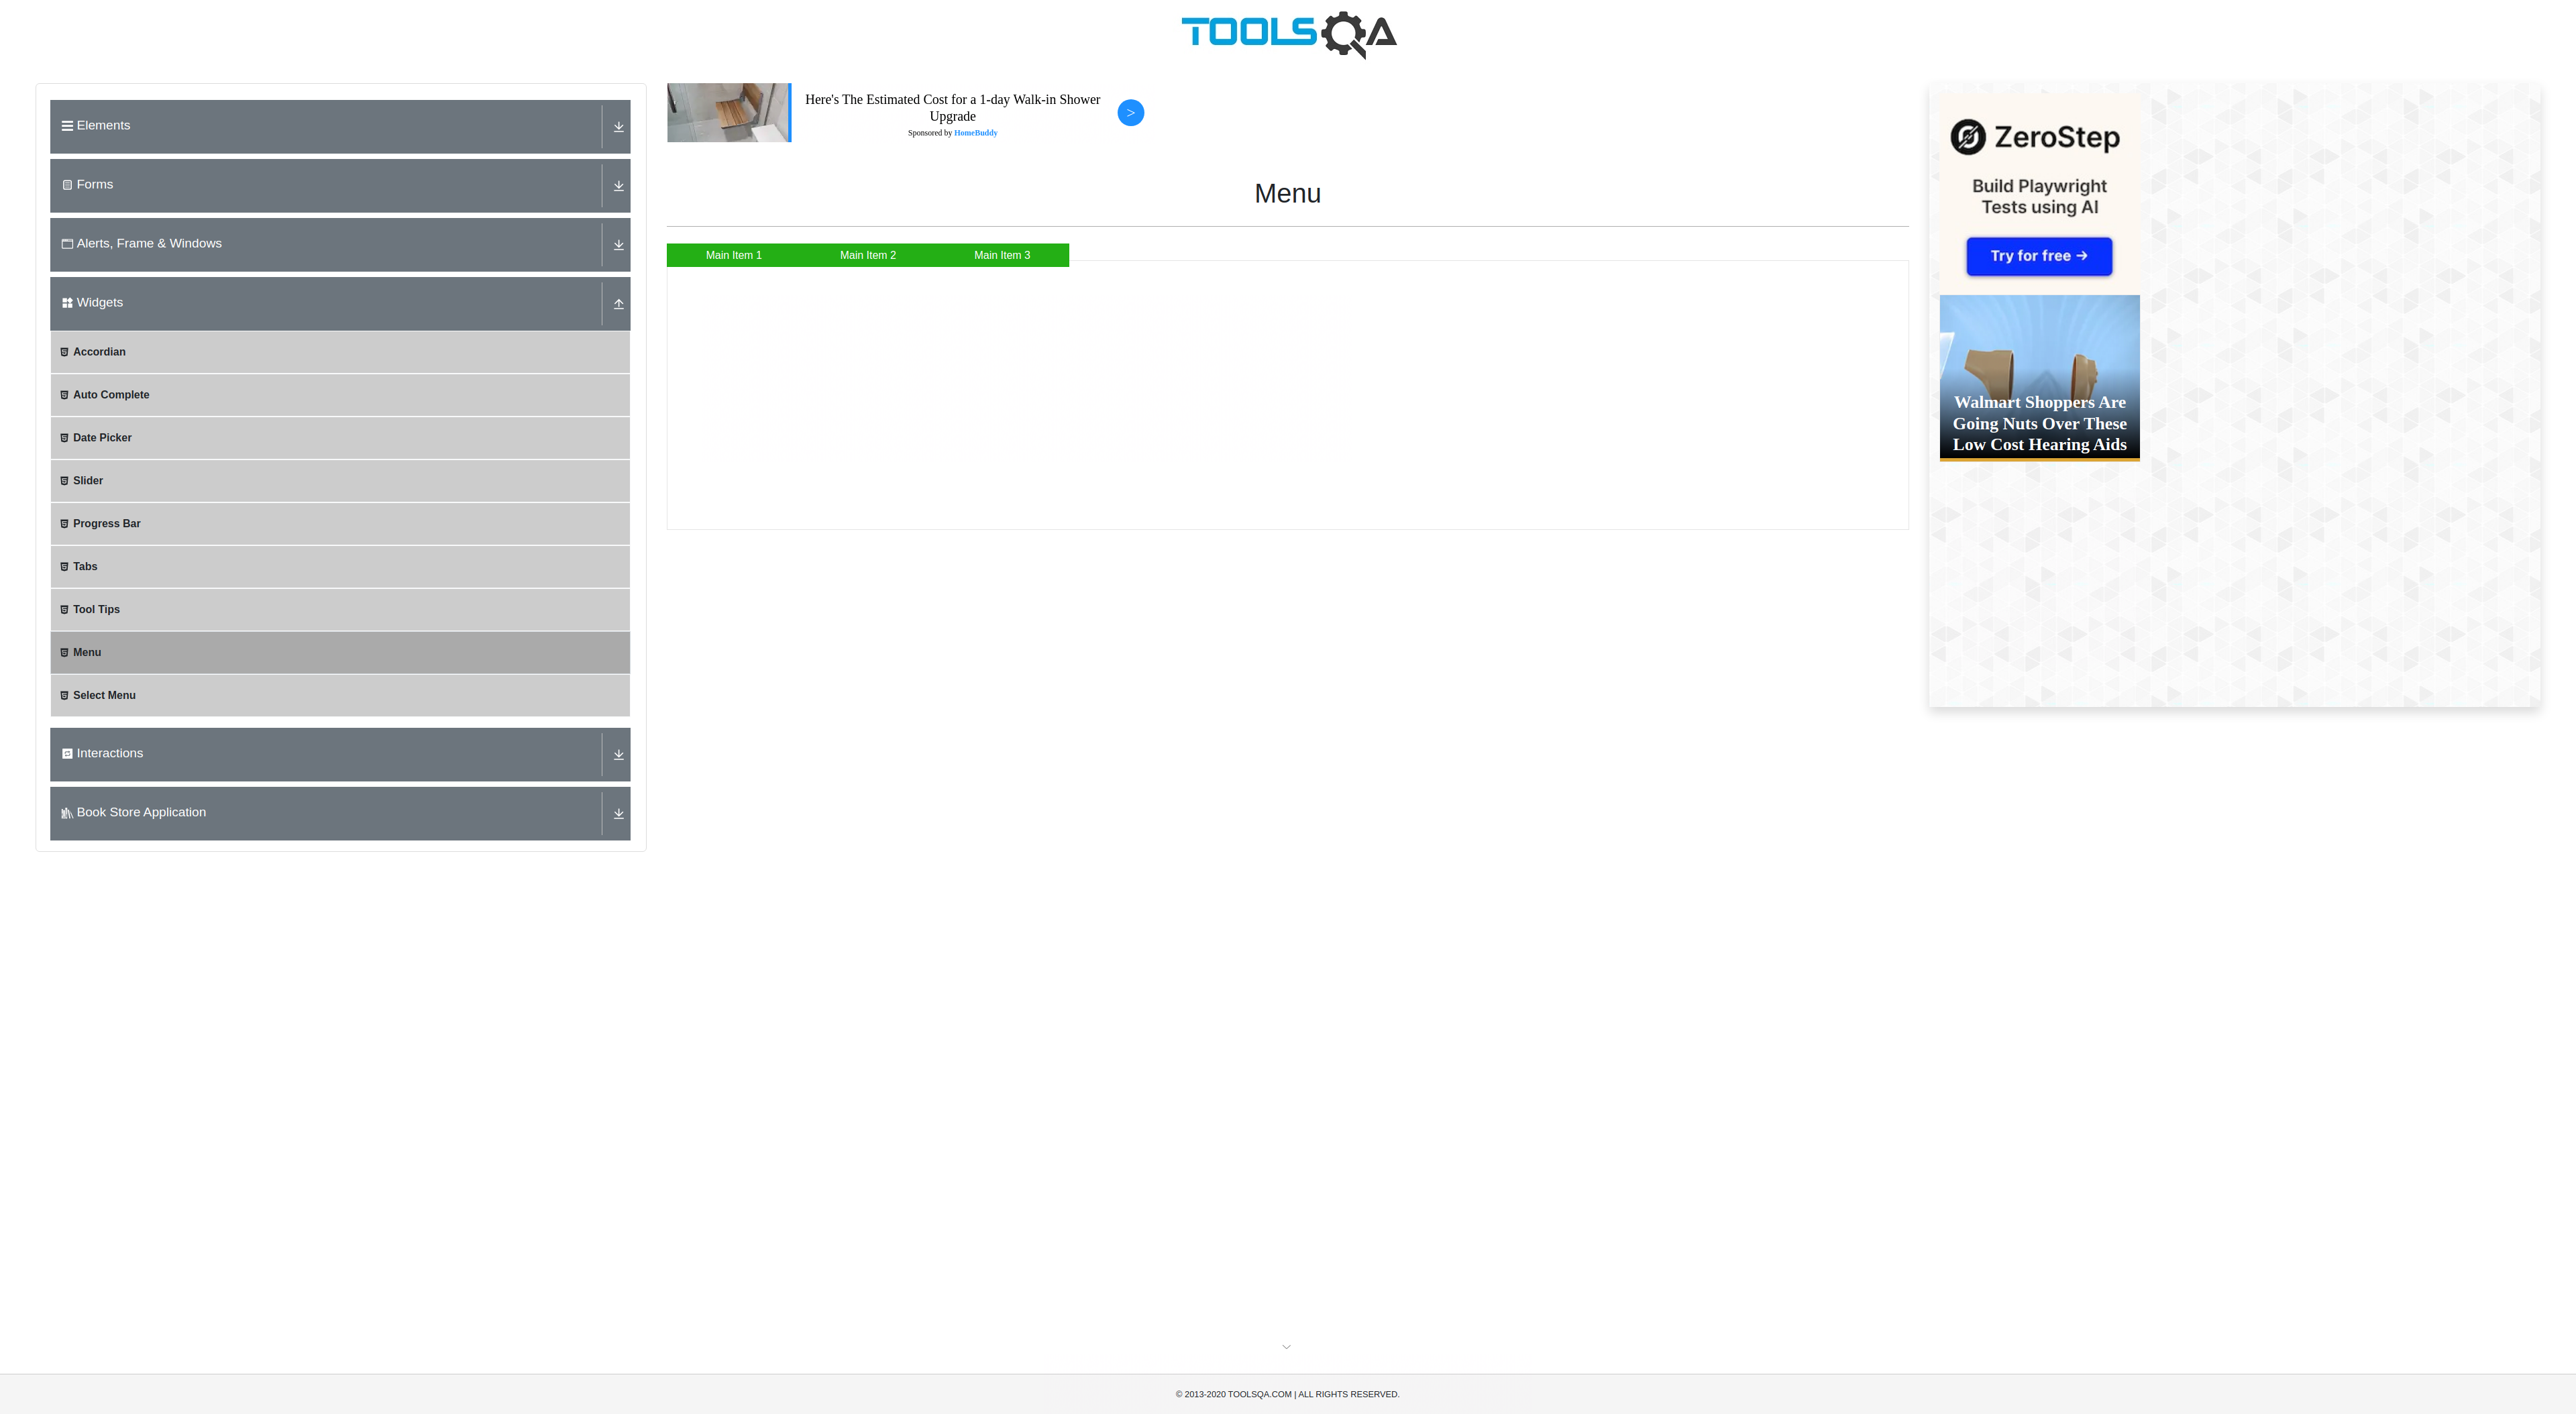 TOOLSQA
Elements
Forms
Alerts, Frame & Windows
Widgets
Accordian
Auto Complete
Date Picker
Slider
Progress Bar
Tabs
Tool Tips
Menu
Select Menu
Interactions
Book Store Application
Here's The Estimated Cost for a 1-day Walk-in Shower
Upgrade
Sponsored by HomeBuddy
>
Menu
Main Item 1
Main Item 2
Main Item 3
ZeroStep
Build Playwright
Tests using AI
Try for free →
Walmart Shoppers Are
Going Nuts Over These
Low Cost Hearing Aids
© 2013-2020 TOOLSQA.COM | ALL RIGHTS RESERVED.